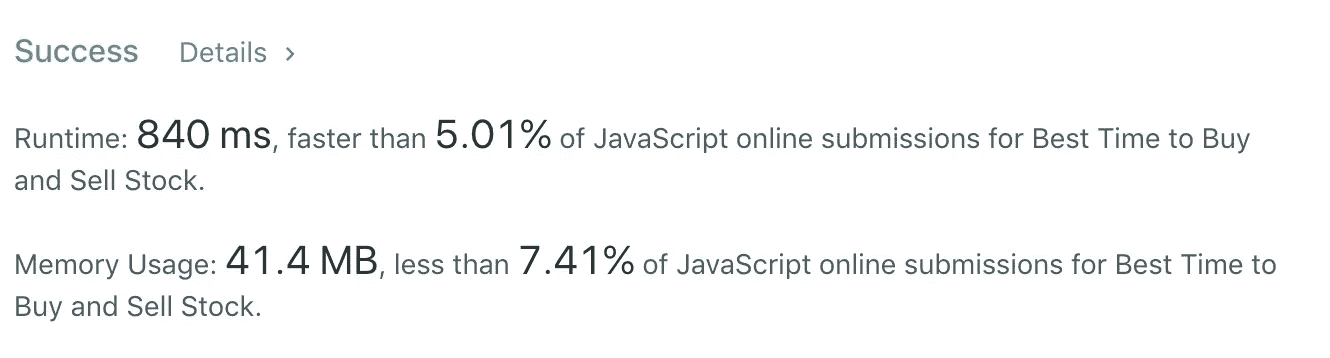 Success Details >
Runtime: 840 ms, faster than 5.01% of JavaScript online submissions for Best Time to Buy
and Sell Stock.
Memory Usage: 41.4 MB, less than 7.41% of JavaScript online submissions for Best Time to
Buy and Sell Stock.